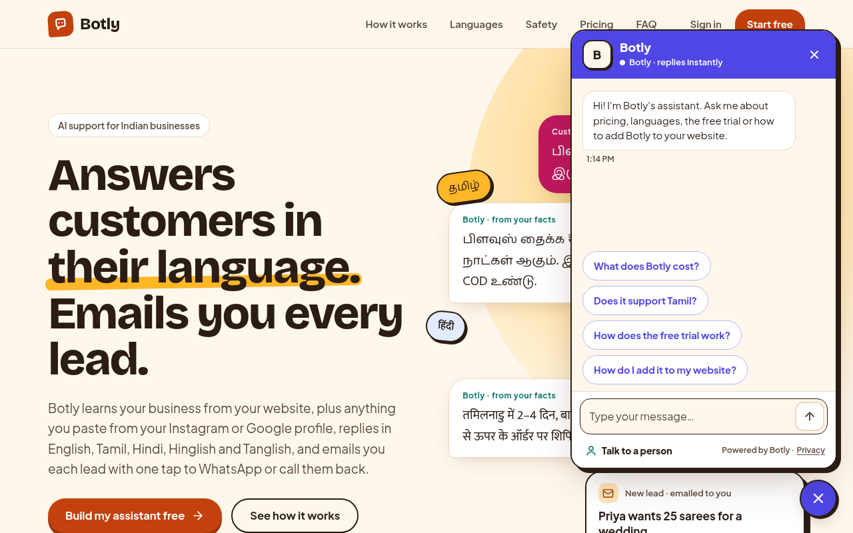 Botly
How it works
Languages
Safety
Pricing
FAQ
Sign in
Start free
AI support for Indian businesses
Answers
customers in
their language.
Emails you every
lead.
Botly learns your business from your website, plus anything
you paste from your Instagram or Google profile, replies in
English, Tamil, Hindi, Hinglish and Tanglish, and emails you
each lead with one tap to WhatsApp or call them back.
Build my assistant free
See how it works
தமிழ்
Botly · from your facts
பிளவுஸ் தைக்க
நாட்கள் ஆகும்.
COD உண்டு.
हिंदी
Botly · from your facts
तमिलनाडु में 2–4 दिन,
से ऊपर के ऑर्डर पर
New lead · emailed to you
Priya wants 25 sarees for a
wedding
B
Botly
Botly · replies instantly
Hi! I'm Botly's assistant. Ask me about
pricing, languages, the free trial or how
to add Botly to your website.
1:14 PM
What does Botly cost?
Does it support Tamil?
How does the free trial work?
How do I add it to my website?
Type your message...
Talk to a person
Powered by Botly · Privacy